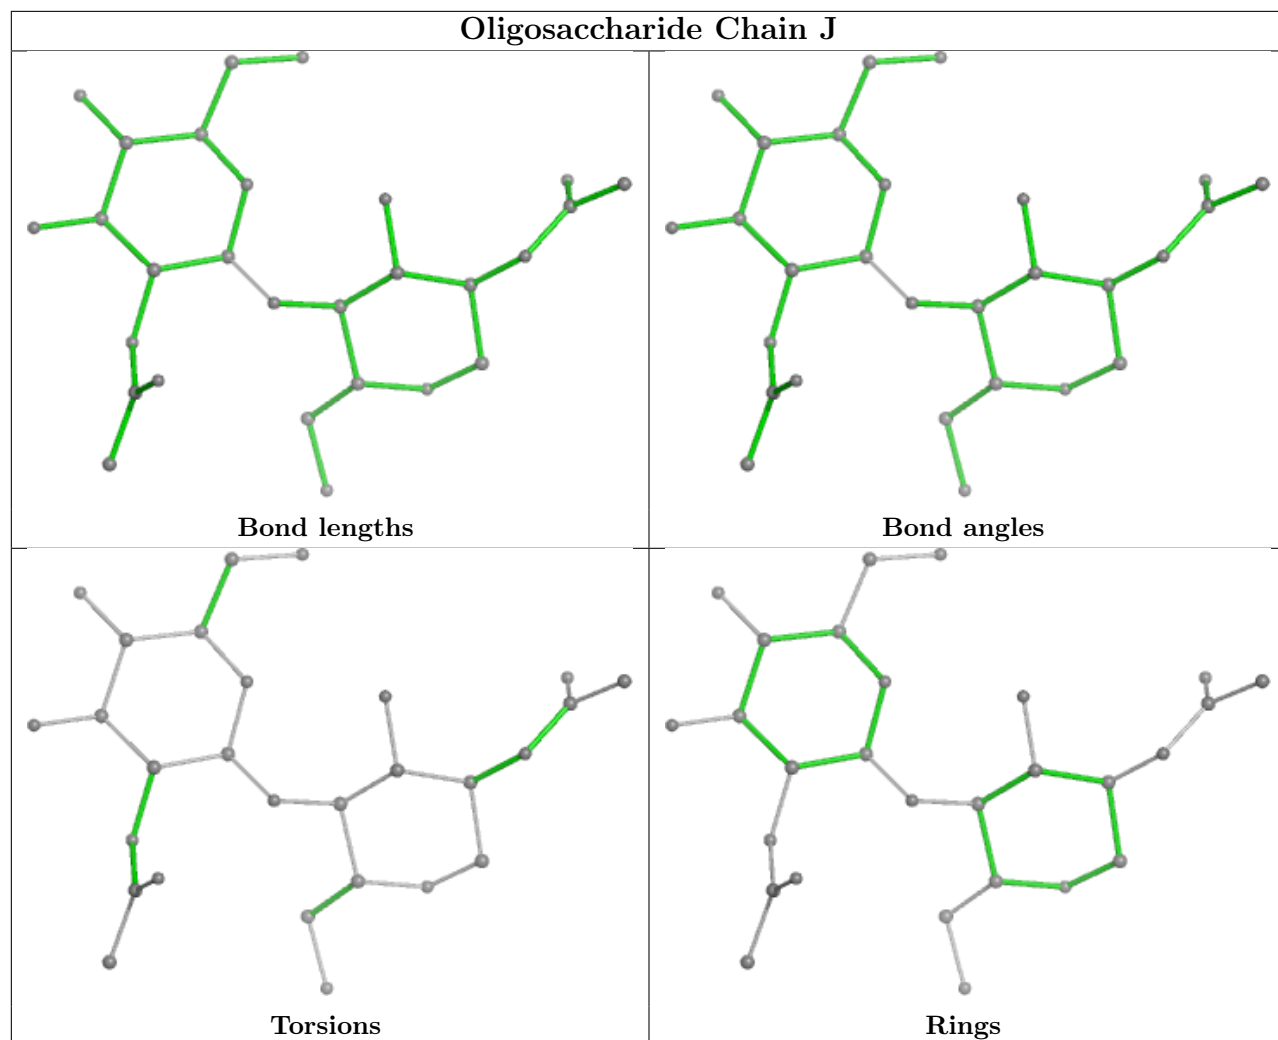 Oligosaccharide Chain J
Bond lengths
Bond angles
Torsions
Rings